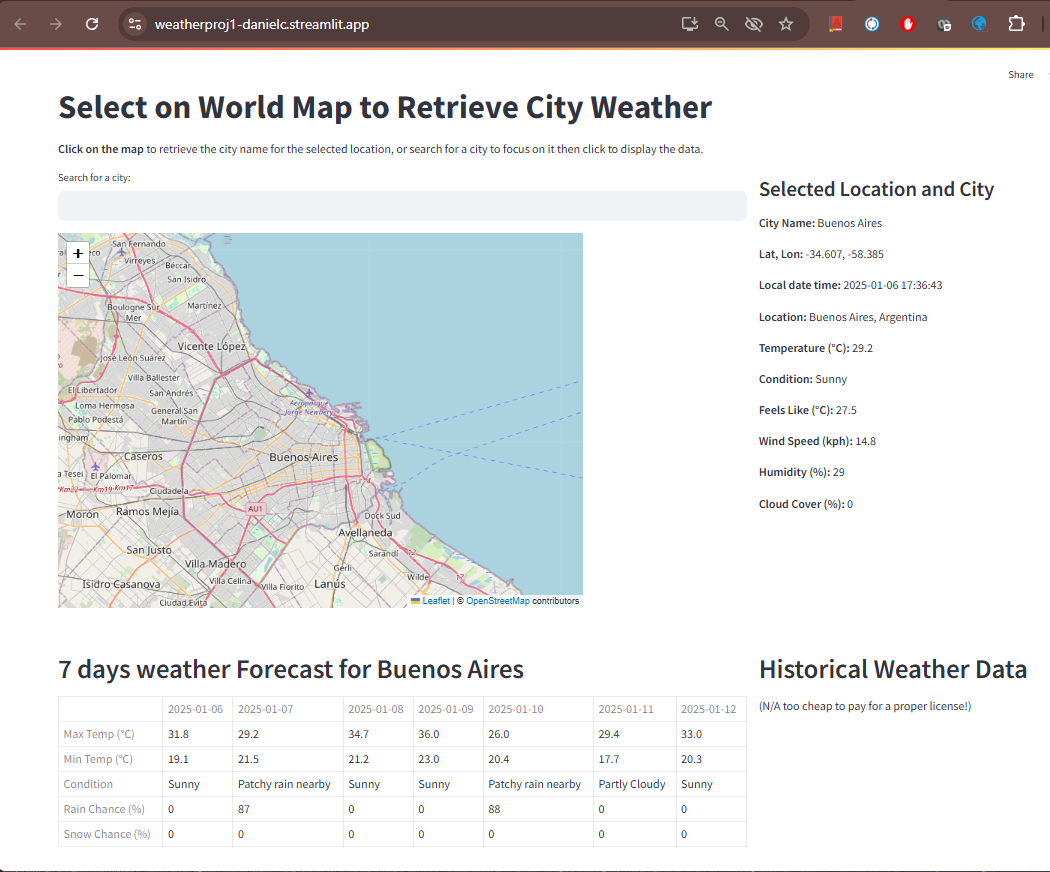 weatherproj1-danielc.streamlit.app
Share
Select on World Map to Retrieve City Weather
Click on the map to retrieve the city name for the selected location, or search for a city to focus on it then click to display the data.
Search for a city:
+
−
San Fernando
Virreyes
Béccar
San Isidro
Boulogne Sur
Mer
Martínez
Vicente López
José León Suárez
Villa Ballester
El Libertador
San Andrés
Loma Hermosa
General San
Martín
Pablo Podestá
Aeroparque
Jorge Newbery
ingham
Caseros
Buenos Aires
a Tesei
El Palomar
Km19-Km17
Ciudadela
Morón
Ramos Mejía
AU1
Dock Sud
Avellaneda
San Justo
Sarandí
Villa Madero
Gerli
Villa Celina
Villa Fiorito
Lanús
Wilde
Isidro Casanova
Ciudad Evita
Leaflet | © OpenStreetMap contributors
Selected Location and City
City Name: Buenos Aires
Lat, Lon: -34.607, -58.385
Local date time: 2025-01-06 17:36:43
Location: Buenos Aires, Argentina
Temperature (°C): 29.2
Condition: Sunny
Feels Like (°C): 27.5
Wind Speed (kph): 14.8
Humidity (%): 29
Cloud Cover (%): 0
7 days weather Forecast for Buenos Aires
2025-01-06 2025-01-07 2025-01-08 2025-01-09 2025-01-10 2025-01-11 2025-01-12
Max Temp (°C) 31.8 29.2 34.7 36.0 26.0 29.4 33.0
Min Temp (°C) 19.1 21.5 21.2 23.0 20.4 17.7 20.3
Condition Sunny Patchy rain nearby Sunny Sunny Patchy rain nearby Partly Cloudy Sunny
Rain Chance (%) 0 87 0 0 88 0 0
Snow Chance (%) 0 0 0 0 0 0 0
Historical Weather Data
(N/A too cheap to pay for a proper license!)